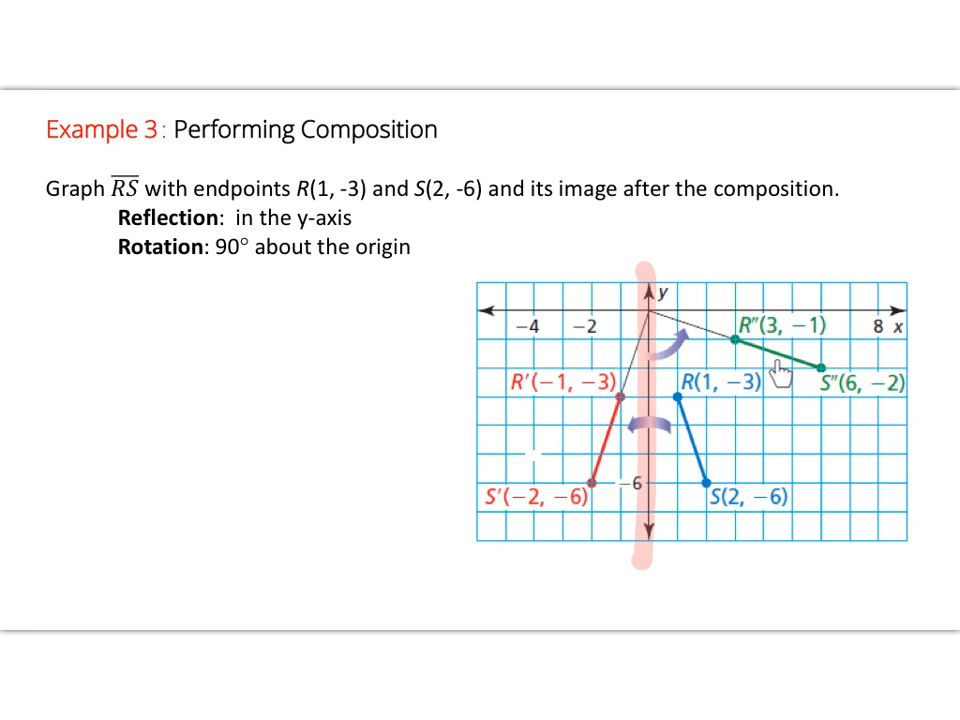 Example 3: Performing Composition
Graph RS with endpoints R(1, -3) and S(2, -6) and its image after the composition.
Reflection: in the y-axis
Rotation: 90° about the origin
y
−4 −2 R″(3, −1) 8 x
R′(−1, −3) R(1, −3) S″(6, −2)
−6
S′(−2, −6) S(2, −6)